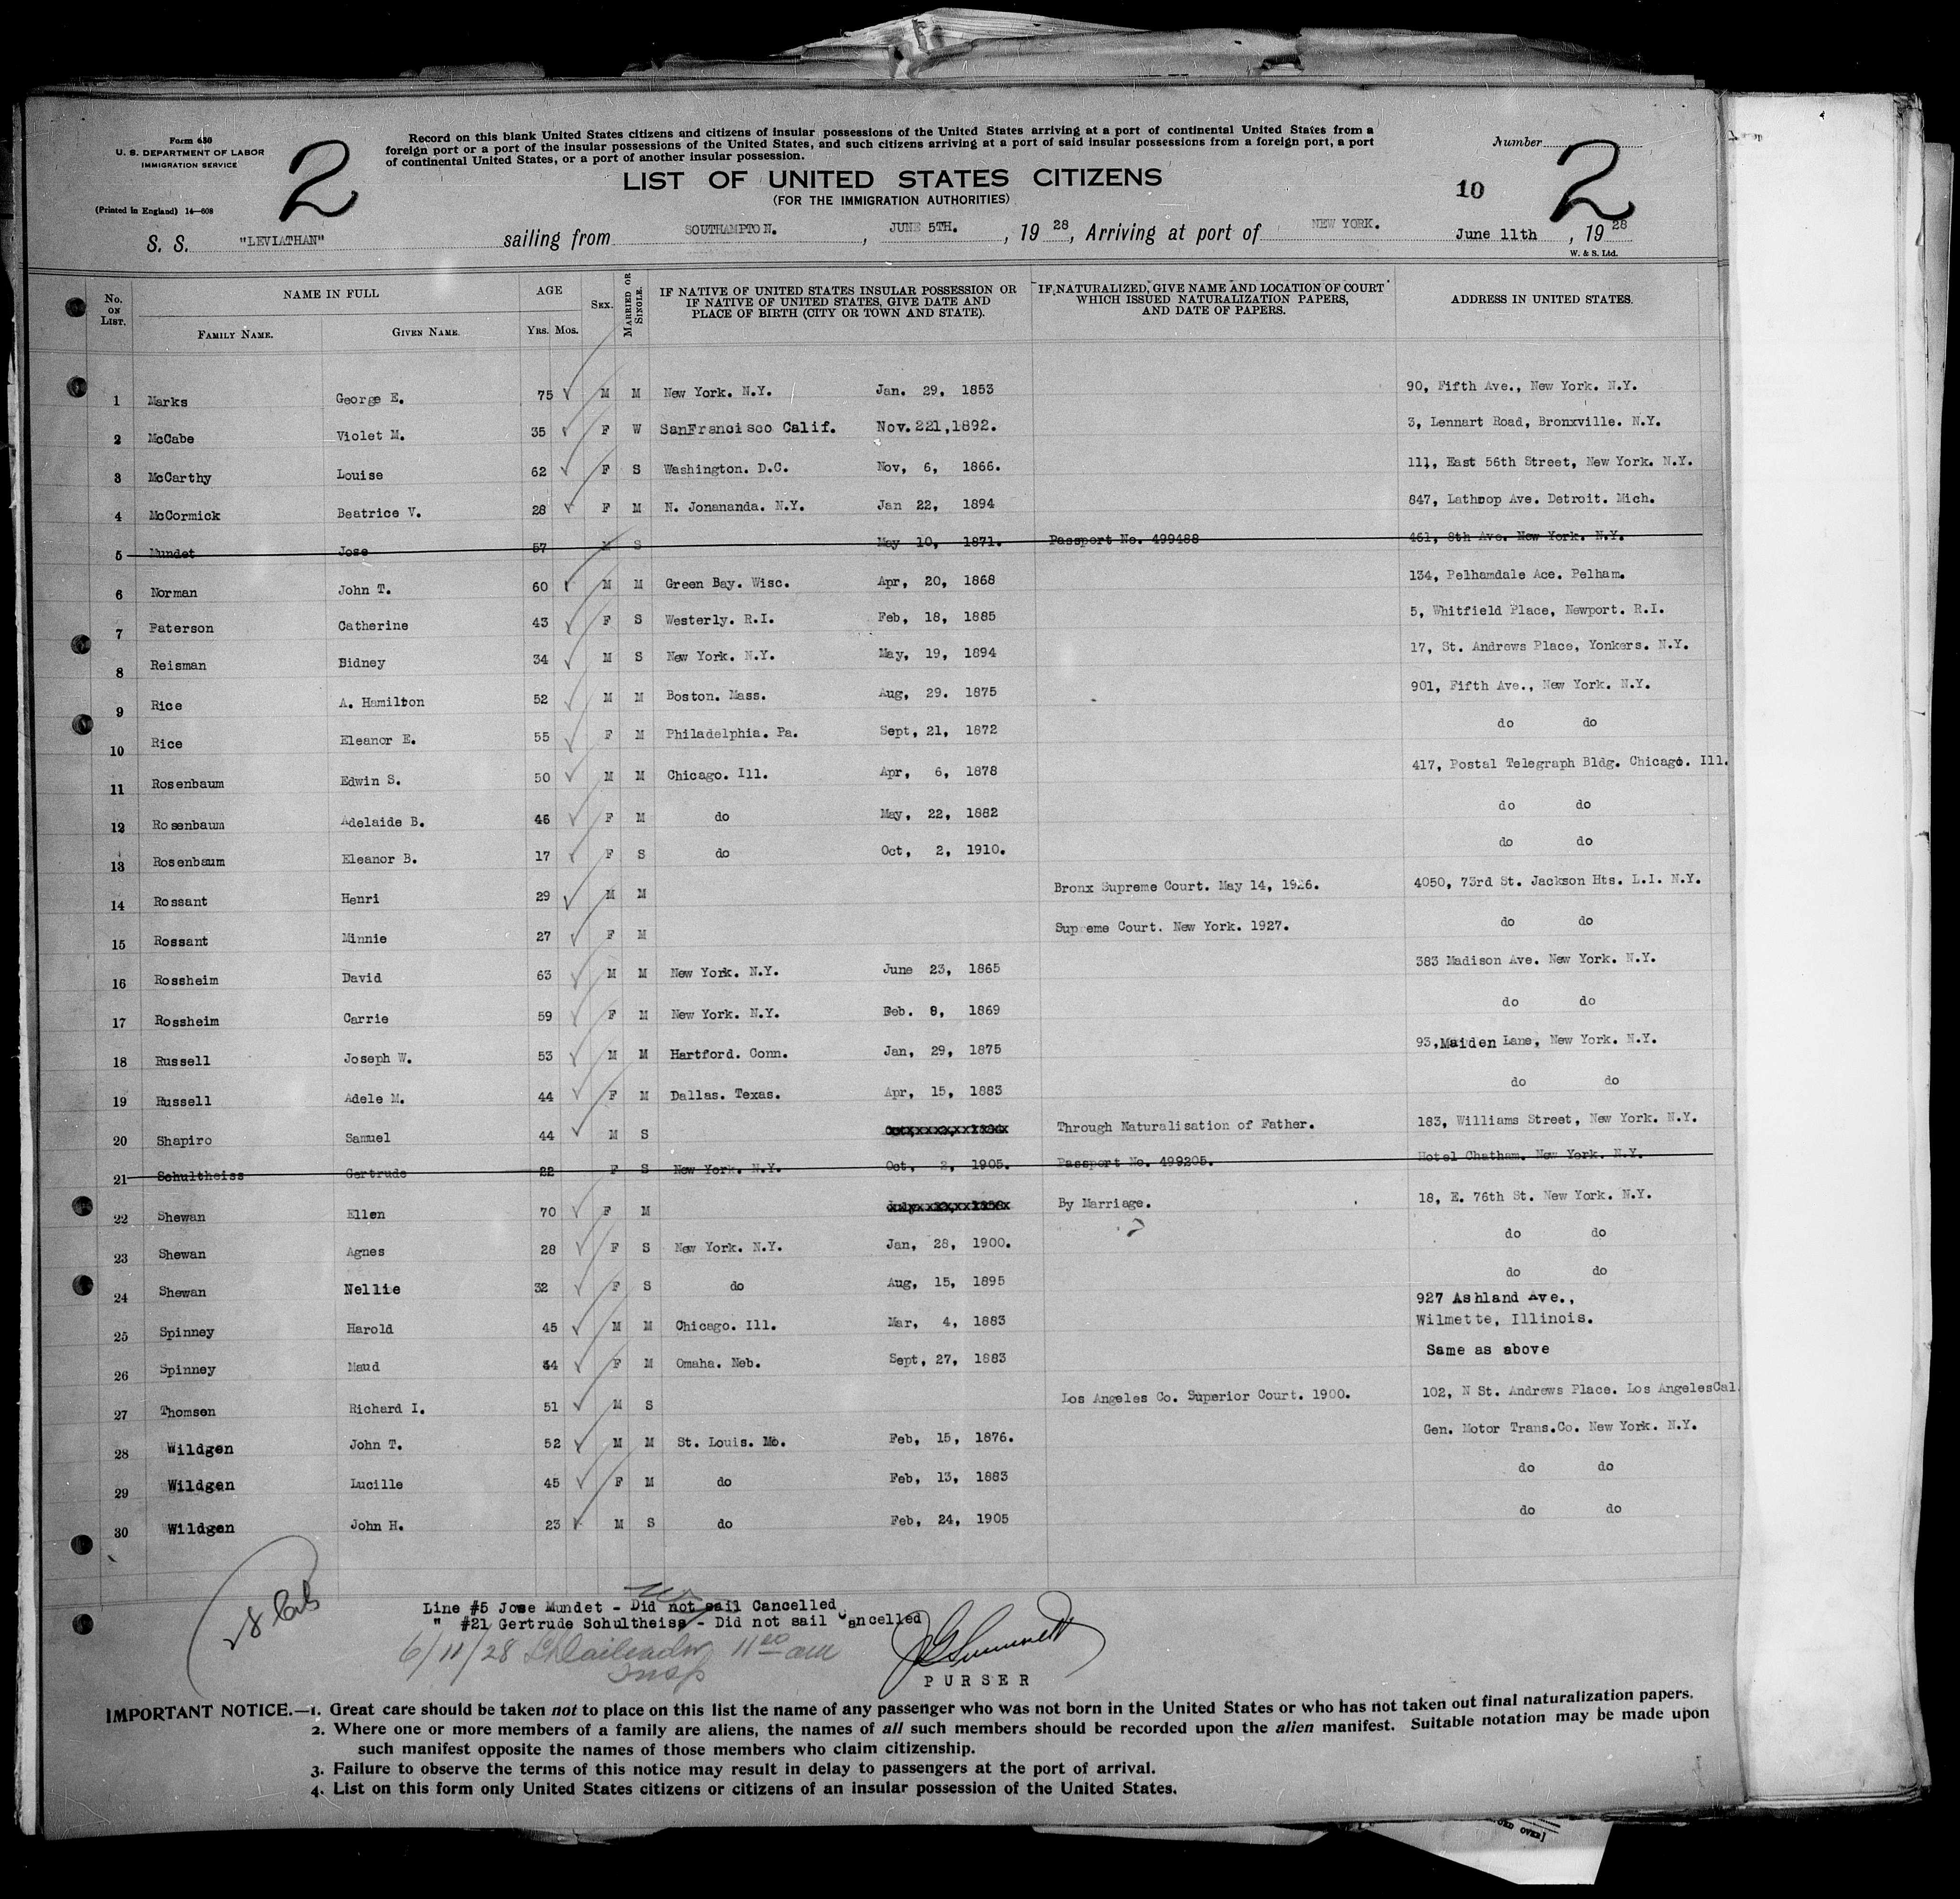 Form 630
U. S. DEPARTMENT OF LABOR
IMMIGRATION SERVICE
(Printed in England) 14—608
2
Record on this blank United States citizens and citizens of insular possessions of the United States arriving at a port of continental United States from a
foreign port or a port of the insular possessions of the United States, and such citizens arriving at a port of said insular possessions from a foreign port, a port
of continental United States, or a port of another insular possession.
LIST OF UNITED STATES CITIZENS
(FOR THE IMMIGRATION AUTHORITIES)
Number
10
2
S. S. "LEVIATHAN" sailing from SOUTHAMPTON. , JUNE 5TH. , 19 28, Arriving at port of NEW YORK. June 11th , 19 28
W. & S. Ltd.
No. ON LIST. NAME IN FULL AGE SEX. MARRIED OR SINGLE. IF NATIVE OF UNITED STATES INSULAR POSSESSION OR IF NATIVE OF UNITED STATES, GIVE DATE AND PLACE OF BIRTH (CITY OR TOWN AND STATE). IF NATURALIZED, GIVE NAME AND LOCATION OF COURT WHICH ISSUED NATURALIZATION PAPERS, AND DATE OF PAPERS. ADDRESS IN UNITED STATES.
FAMILY NAME. GIVEN NAME. YRS. MOS.
1 Marks George E. 75 M M New York. N.Y. Jan. 29, 1853 90, Fifth Ave., New York. N.Y.
2 McCabe Violet M. 35 F W SanFrancisco Calif. Nov. 221,1892. 3, Lennart Road, Bronxville. N.Y.
3 McCarthy Louise 62 F S Washington. D.C. Nov, 6, 1866. 111, East 56th Street, New York. N.Y.
4 McCormick Beatrice V. 28 F M N. Jonananda. N.Y. Jan 22, 1894 847, Lathrop Ave. Detroit. Mich.
5 Mundet Jose 57 M S May 10, 1871. Passport No. 499488 461, 8th Ave. New York. N.Y.
6 Norman John T. 60 M M Green Bay. Wisc. Apr, 20, 1868 134, Pelhamdale Ace. Pelham.
7 Paterson Catherine 43 F S Westerly. R.I. Feb, 18, 1885 5, Whitfield Place, Newport. R.I.
8 Reisman Sidney 34 M S New York. N.Y. May, 19, 1894 17, St. Andrews Place, Yonkers. N.Y.
9 Rice A. Hamilton 52 M M Boston. Mass. Aug, 29. 1875 901, Fifth Ave., New York. N.Y.
10 Rice Eleanor E. 55 F M Philadelphia. Pa. Sept, 21, 1872 do do
11 Rosenbaum Edwin S. 50 M M Chicago. Ill. Apr, 6, 1878 417, Postal Telegraph Bldg. Chicago. Ill.
12 Rosenbaum Adelaide B. 46 F M do May, 22, 1882 do do
13 Rosenbaum Eleanor B. 17 F S do Oct, 2, 1910. do do
14 Rossant Henri 29 M M Bronx Supreme Court. May 14, 1926. 4050, 73rd St. Jackson Hts. L.I. N.Y.
15 Rossant Minnie 27 F M Supreme Court. New York. 1927. do do
16 Rossheim David 63 M M New York. N.Y. June 23, 1865 383 Madison Ave. New York. N.Y.
17 Rossheim Carrie 59 F M New York. N.Y. Feb. 8, 1869 do do
18 Russell Joseph W. 53 M M Hartford. Conn. Jan, 29, 1875 93,Maiden Lane, New York. N.Y.
19 Russell Adele M. 44 F M Dallas. Texas. Apr, 15, 1883 do do
20 Shapiro Samuel 44 M S Through Naturalisation of Father. 183, Williams Street, New York. N.Y.
21 Schultheiss Gertrude 22 F S New York. N.Y. Oct, 2, 1905. Passport No. 499205. Hotel Chatham. New York. N.Y.
22 Shewan Ellen 70 F M By Marriage. 18, E. 76th St. New York. N.Y.
23 Shewan Agnes 28 F S New York. N.Y. Jan, 28, 1900. do do
24 Shewan Nellie 32 F S do Aug, 15, 1895 do do
25 Spinney Harold 45 M M Chicago. Ill. Mar, 4, 1883 927 Ashland Ave., Wilmette, Illinois.
26 Spinney Maud 44 F M Omaha. Neb. Sept, 27, 1883 Same as above
27 Thomsen Richard I. 51 M S Los Angeles Co. Superior Court. 1900. 102, N St. Andrews Place. Los AngelesCal.
28 Wildgen John T. 52 M M St. Louis. Mo. Feb, 15, 1876. Gen. Motor Trans.Co. New York. N.Y.
29 Wildgen Lucille 45 F M do Feb, 13, 1883 do do
30 Wildgen John H. 23 M S do Feb, 24, 1905 do do
Line #5 Jose Mundet - Did not sail Cancelled
" #21 Gertrude Schultheiss - Did not sail Cancelled
28
6/11/28 11 00 am
Insp
PURSER
IMPORTANT NOTICE.—1. Great care should be taken not to place on this list the name of any passenger who was not born in the United States or who has not taken out final naturalization papers.
2. Where one or more members of a family are aliens, the names of all such members should be recorded upon the alien manifest. Suitable notation may be made upon
such manifest opposite the names of those members who claim citizenship.
3. Failure to observe the terms of this notice may result in delay to passengers at the port of arrival.
4. List on this form only United States citizens or citizens of an insular possession of the United States.
OVER]